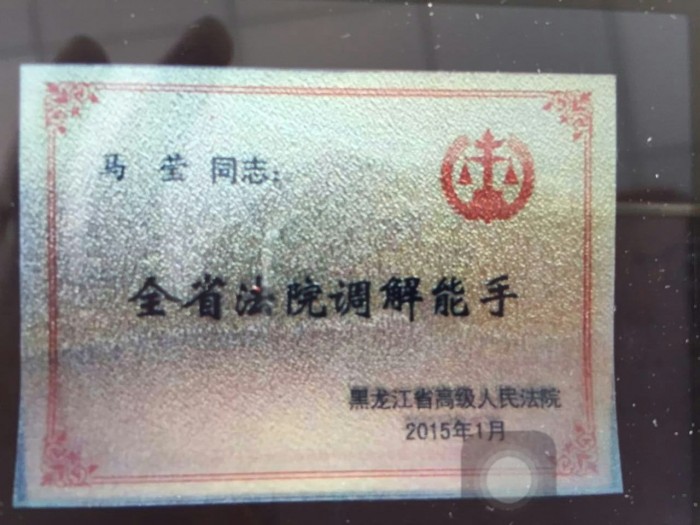 马莹 同志：
全省法院调解能手
黑龙江省高级人民法院
2015年1月